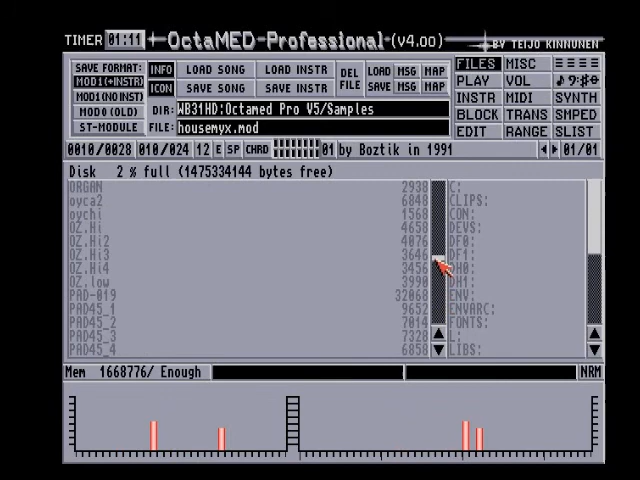 TIMER 01:11 OctaMED-Professional (v4.00) BY TEIJO KINNUNEN
SAVE FORMAT: INFO LOAD SONG LOAD INSTR DEL FILE LOAD MSG MAP FILES MISC
MOD1(+INSTR) ICON SAVE SONG SAVE INSTR SAVE MSG MAP PLAY VOL
MOD1(NO INST) DIR: WB31HD:Octamed Pro V5/Samples INSTR MIDI SYNTH
MOD0(OLD) BLOCK TRANS SMPED
ST-MODULE FILE: housemyx.mod EDIT RANGE SLIST
0010/0028 010/024 12 E SP CHRD 01 by Boztik in 1991 01/01
Disk 2 % full (1475334144 bytes free)
ORGAN 2938 C:
oyca2 6848 CLIPS:
oychi 1568 CON:
OZ.Hi 4658 DEVS:
OZ.Hi2 4076 DF0:
OZ.Hi3 3646 DF1:
OZ.Hi4 3456 DH0:
OZ.low 3990 DH1:
PAD-019 32068 ENV:
PAD45_1 9652 ENVARC:
PAD45_2 7014 FONTS:
PAD45_3 7328 L:
PAD45_4 6858 LIBS:
Mem 1668776/ Enough NRM